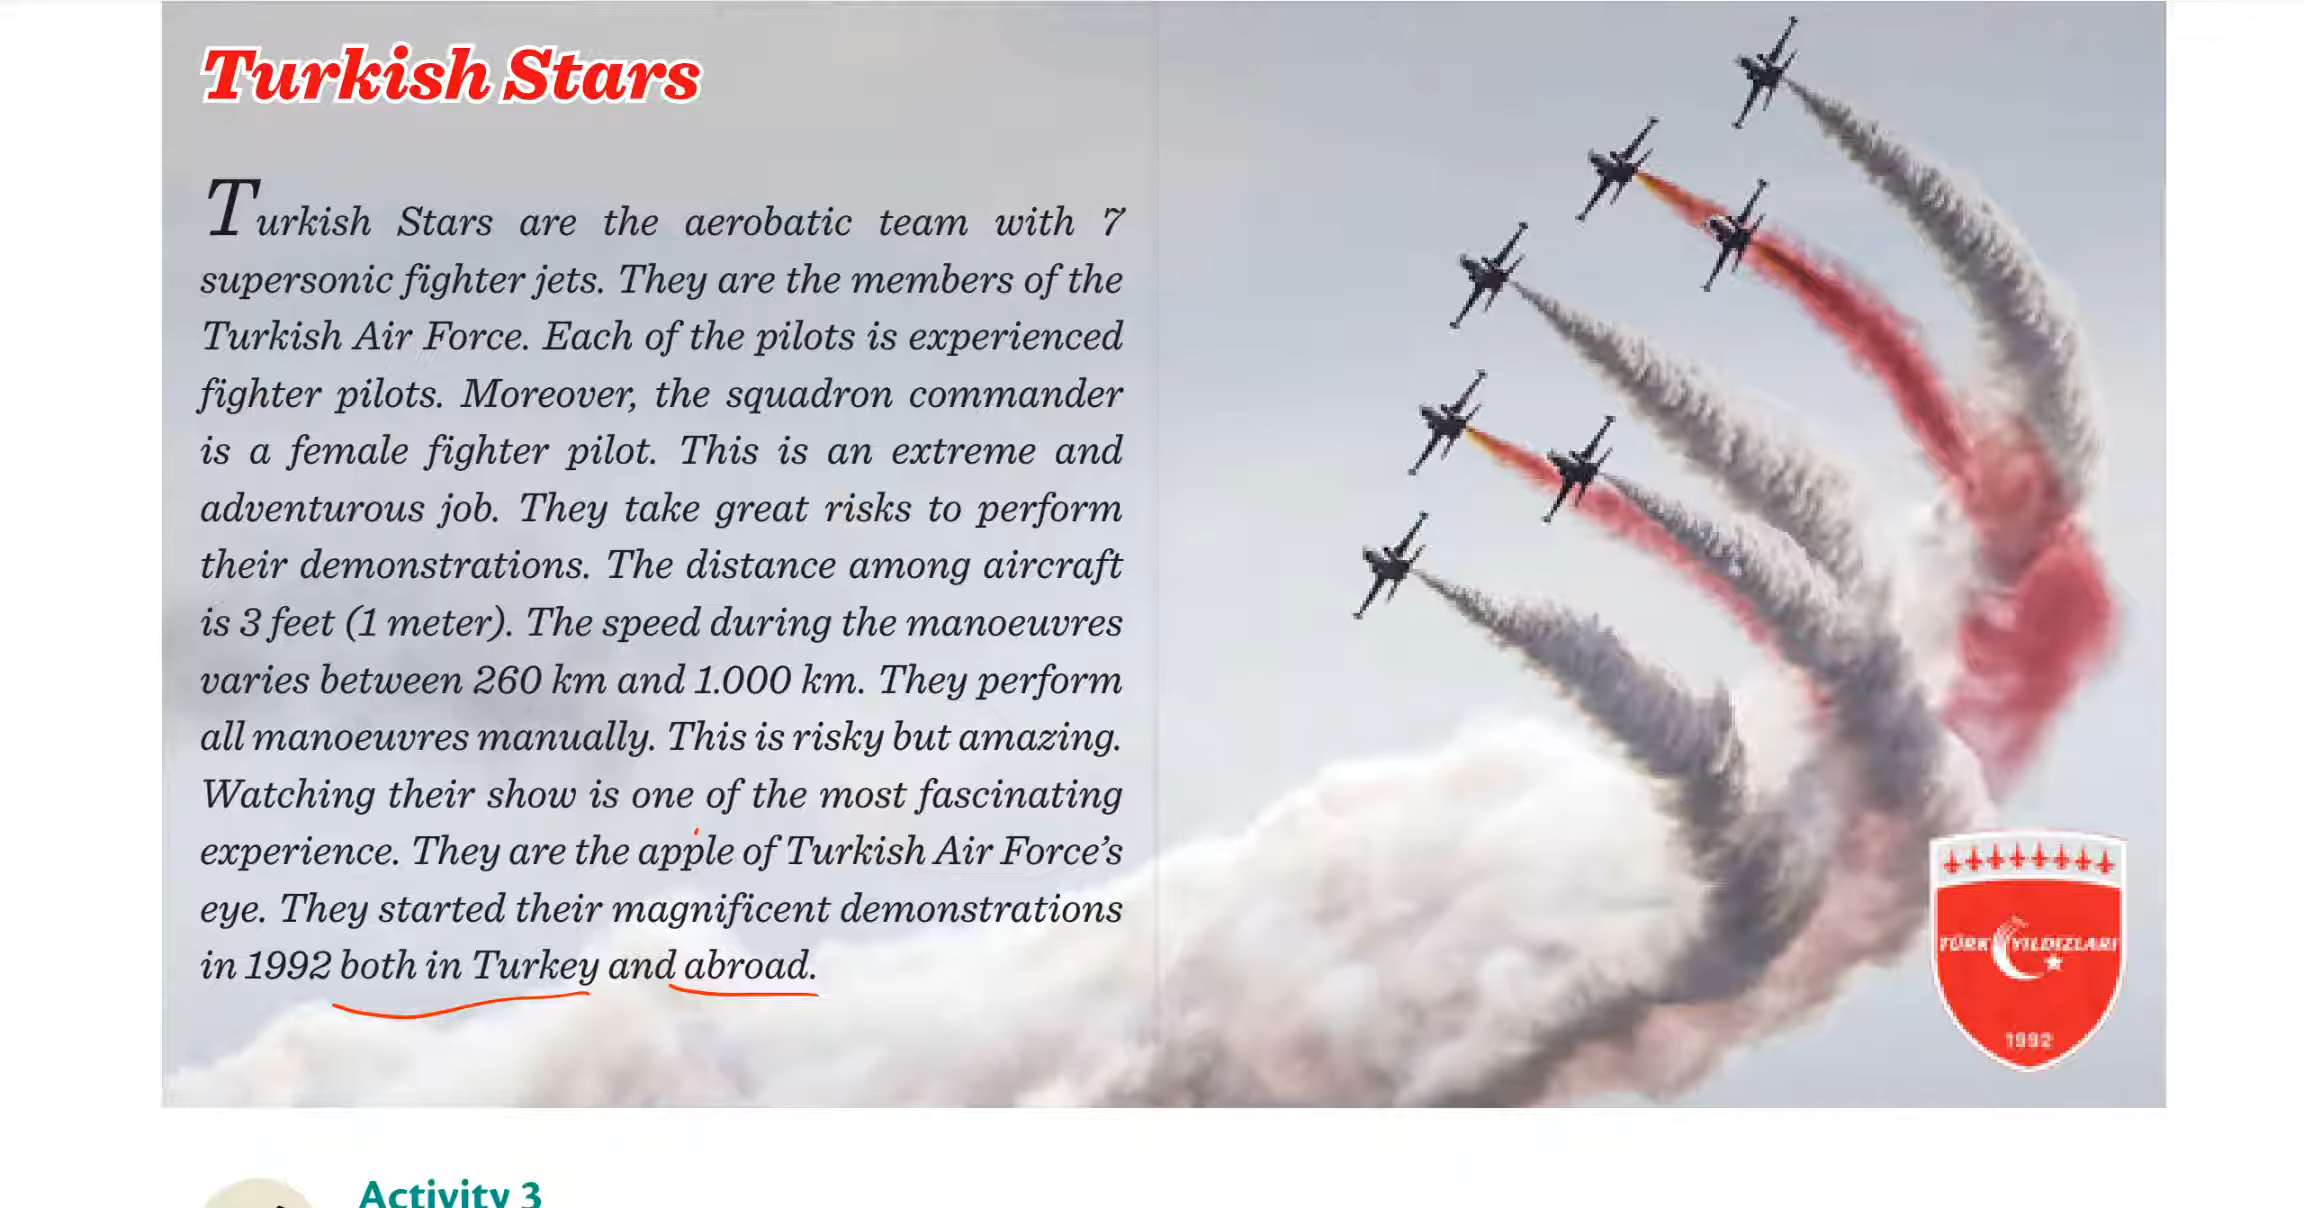 Turkish Stars
Turkish Stars are the aerobatic team with 7
supersonic fighter jets. They are the members of the
Turkish Air Force. Each of the pilots is experienced
fighter pilots. Moreover, the squadron commander
is a female fighter pilot. This is an extreme and
adventurous job. They take great risks to perform
their demonstrations. The distance among aircraft
is 3 feet (1 meter). The speed during the manoeuvres
varies between 260 km and 1.000 km. They perform
all manoeuvres manually. This is risky but amazing.
Watching their show is one of the most fascinating
experience. They are the apple of Turkish Air Force's
eye. They started their magnificent demonstrations
in 1992 both in Turkey and abroad.
TÜRK YILDIZLARI
1992
Activity 3